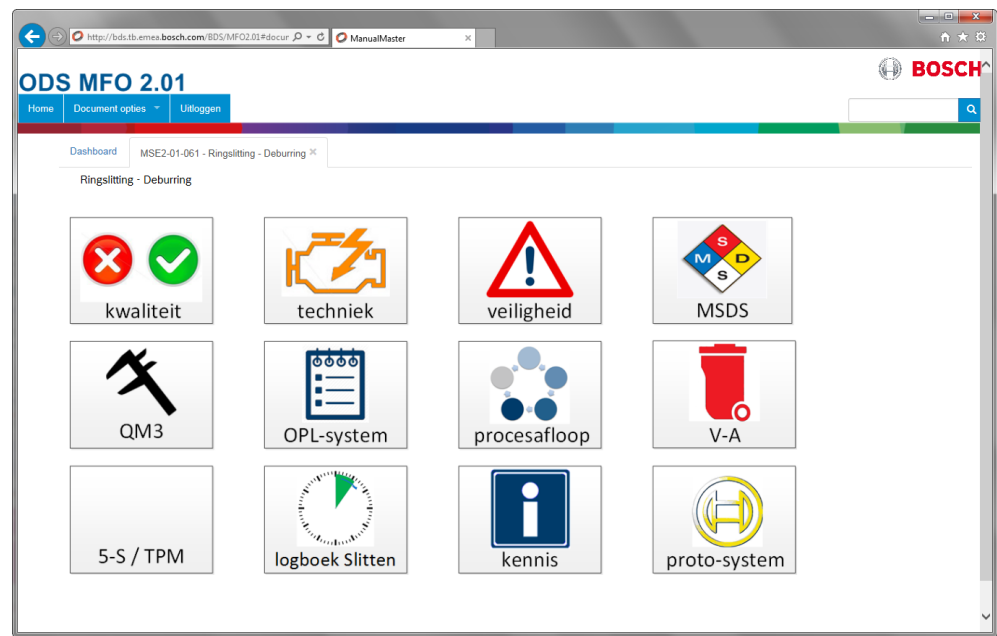 http://bds.tb.emea.bosch.com/BDS/MFO2.01#docur
ManualMaster
BOSCH
ODS MFO 2.01
Home Document opties Uitloggen
Dashboard MSE2-01-061 - Ringslitting - Deburring
Ringslitting - Deburring
S
M D
S
kwaliteit techniek veiligheid MSDS
QM3 OPL-system procesafloop V-A
5-S / TPM logboek Slitten kennis proto-system